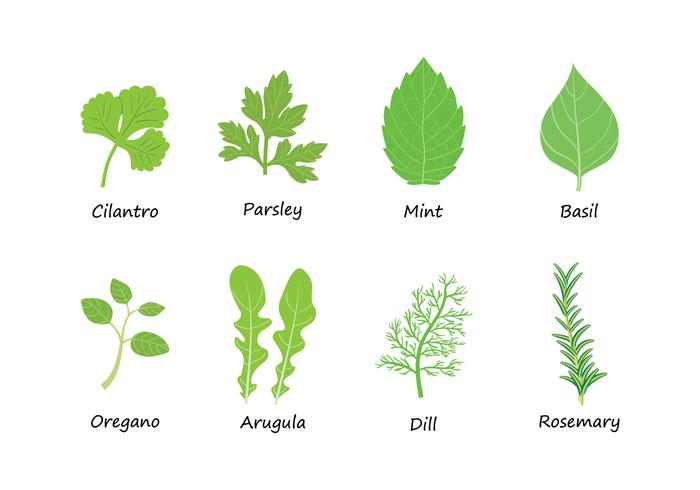 Cilantro
Parsley
Mint
Basil
Oregano
Arugula
Dill
Rosemary